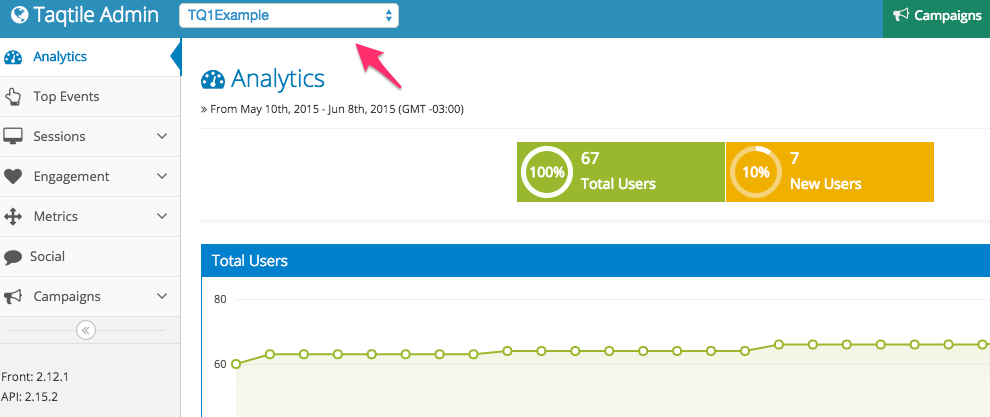 Taqtile Admin
TQ1Example
Campaigns
Analytics
Top Events
Sessions
Engagement
Metrics
Social
Campaigns
«
Front: 2.12.1
API: 2.15.2
Analytics
» From May 10th, 2015 - Jun 8th, 2015 (GMT -03:00)
100%
67
Total Users
10%
7
New Users
Total Users
80
60